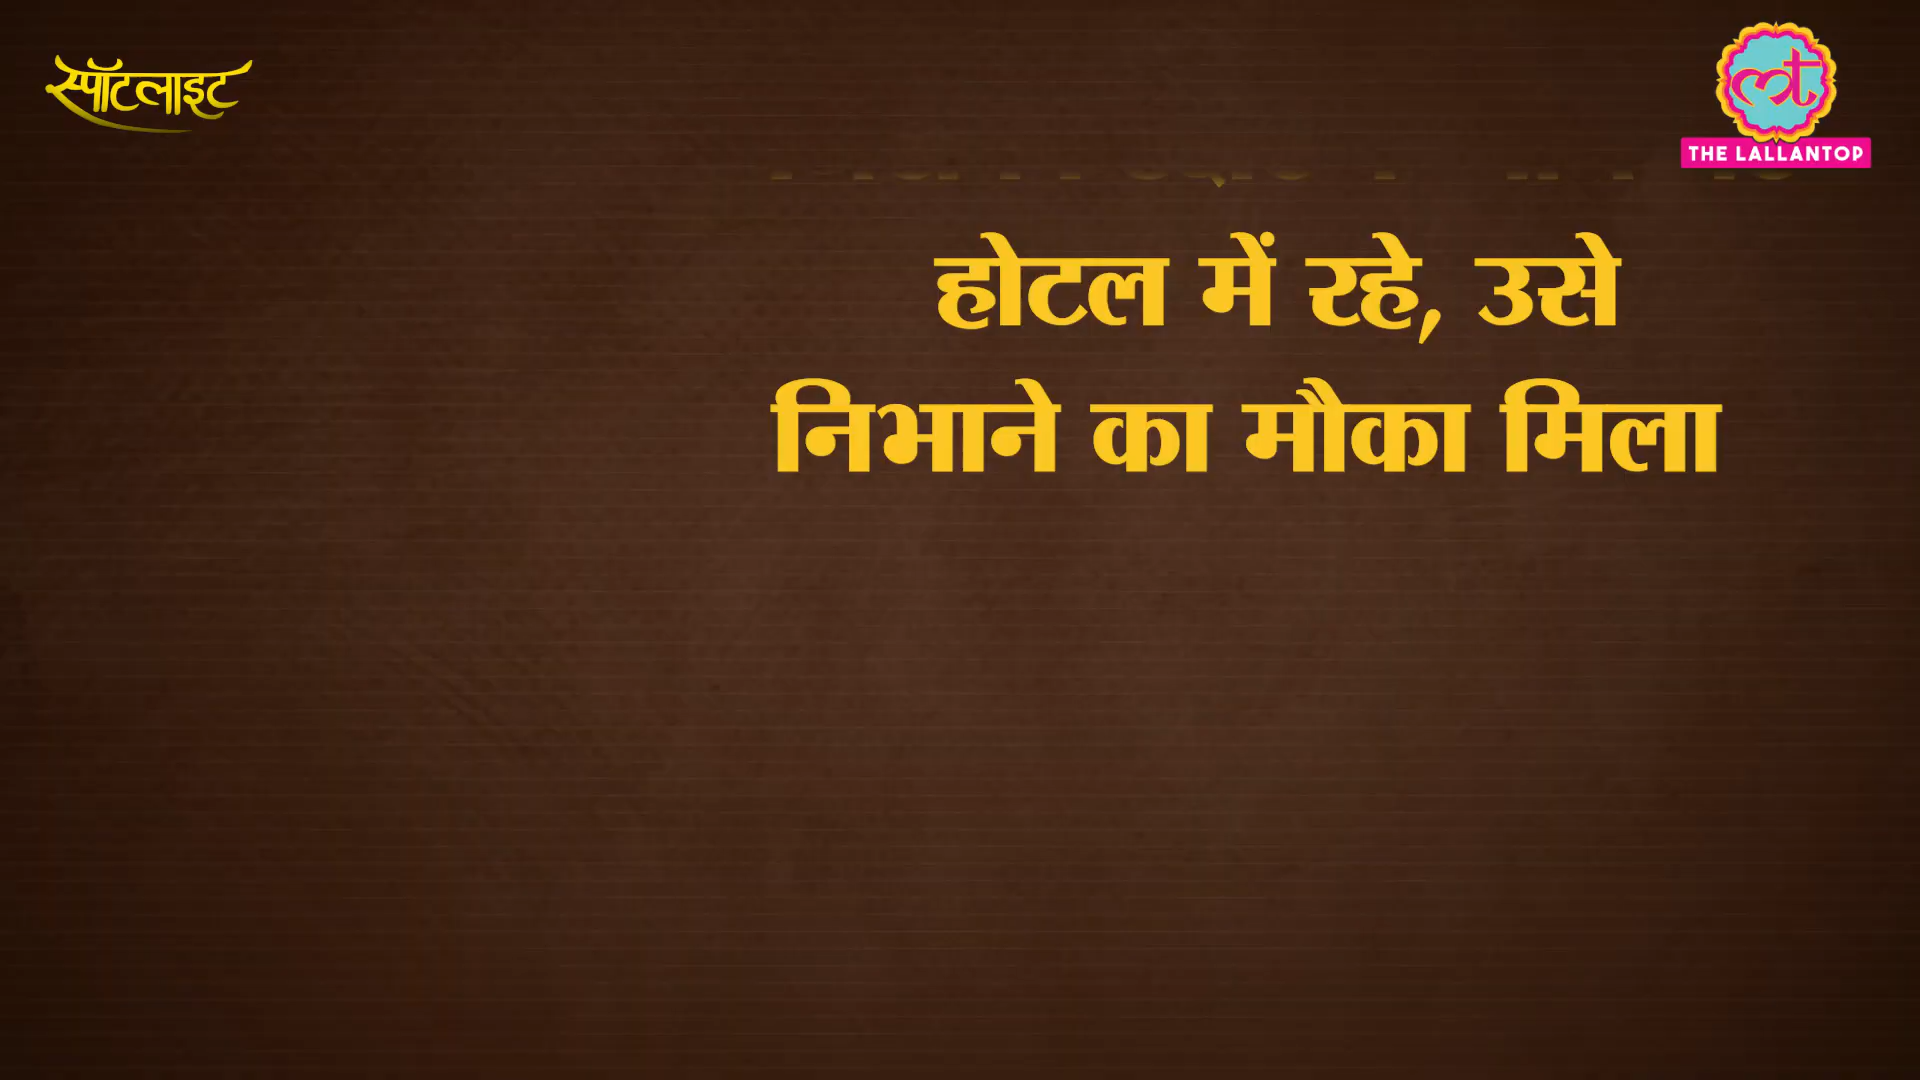 स्पॉटलाइट
THE LALLANTOP
होटल में रहे, उसे
निभाने का मौका मिला